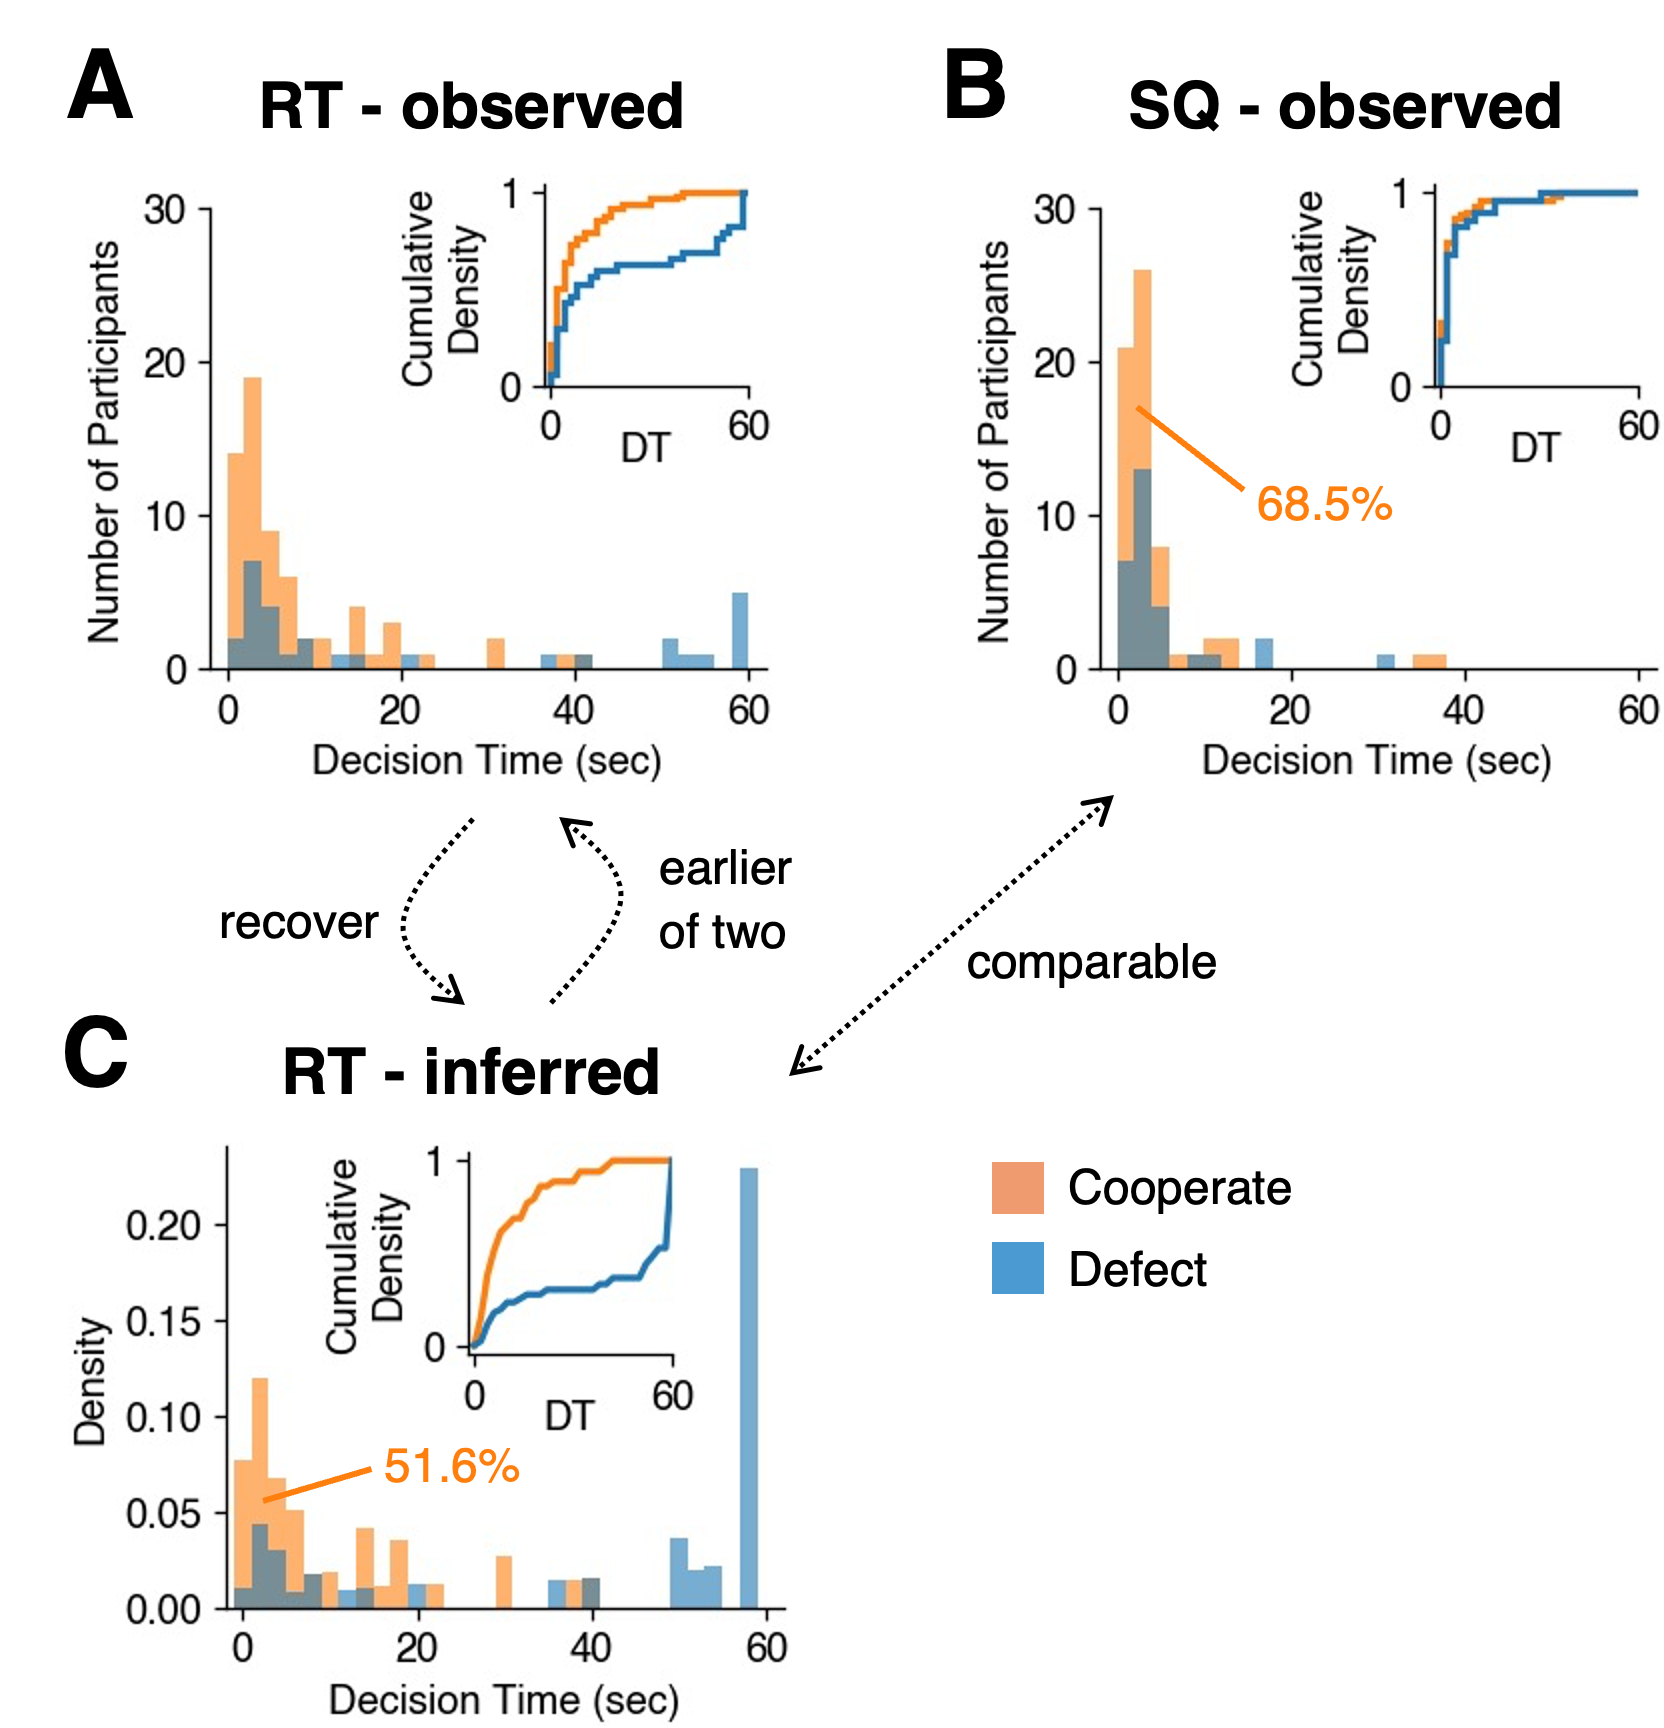 A
RT - observed
Number of Participants
30
20
10
0
0
20
40
60
Decision Time (sec)
Cumulative
Density
1
0
0
60
DT
B
SQ - observed
Number of Participants
30
20
10
0
0
20
40
60
Decision Time (sec)
Cumulative
Density
1
0
0
60
DT
68.5%
recover
earlier
of two
comparable
C
RT - inferred
Density
0.20
0.15
0.10
0.05
0.00
0
20
40
60
Decision Time (sec)
Cumulative
Density
1
0
0
60
DT
51.6%
Cooperate
Defect